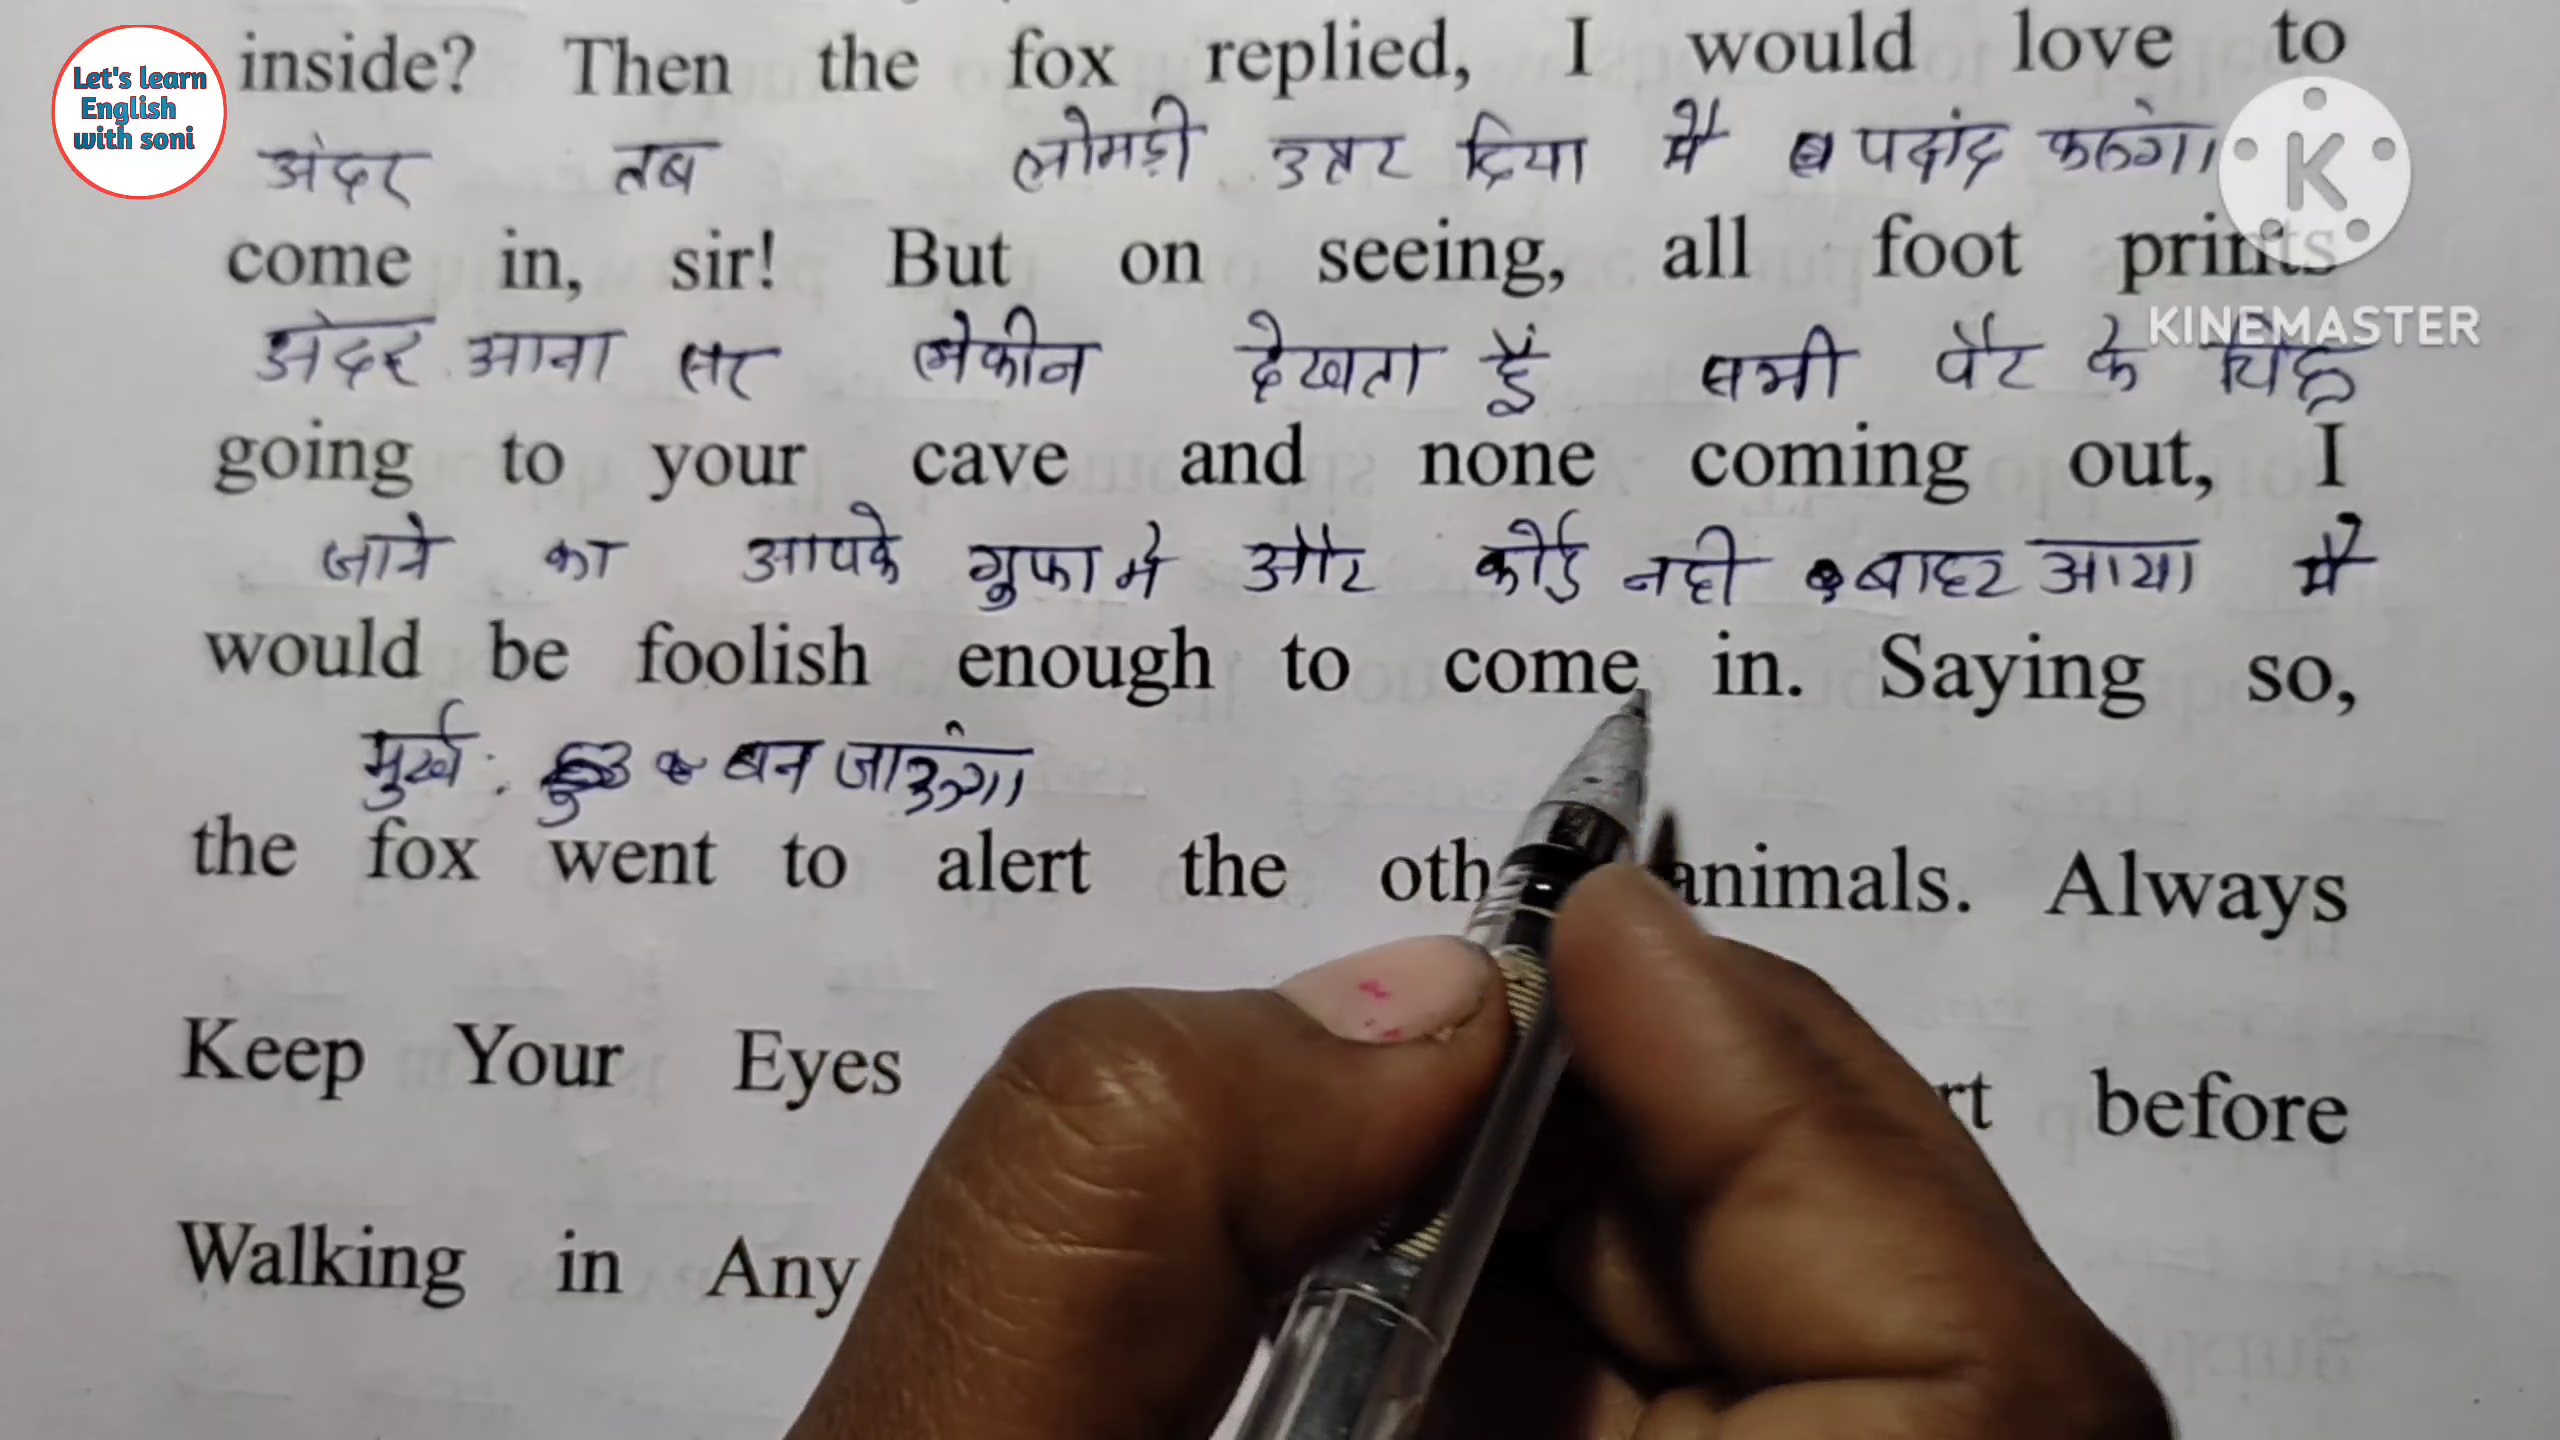 Let's learn
English
with soni
inside? Then the fox replied, I would love to
अंदर तब लोमड़ी उत्तर दिया मैं पसंद करुंगा
come in, sir! But on seeing, all foot prints
अंदर आना सर लेकीन देखता हूँ सभी पैर के चिह्न
K
KINEMASTER
going to your cave and none coming out, I
जाने का आपके गुफा मे और कोई नही बाहर आया मै
would be foolish enough to come in. Saying so,
मुर्ख बन जाउंगा
the fox went to alert the animals. Always
Keep Your Eyes before
Walking in Any